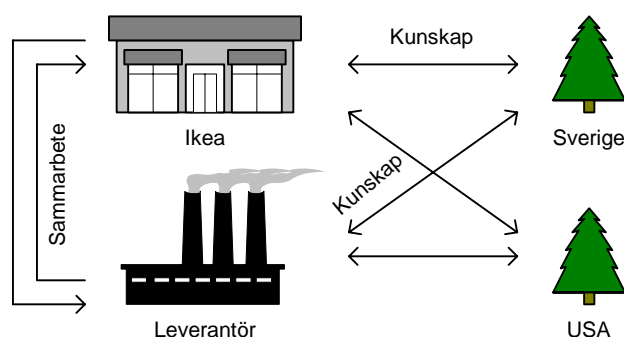 Kunskap
Ikea
Sverige
Kunskap
Sammarbete
Leverantör
USA